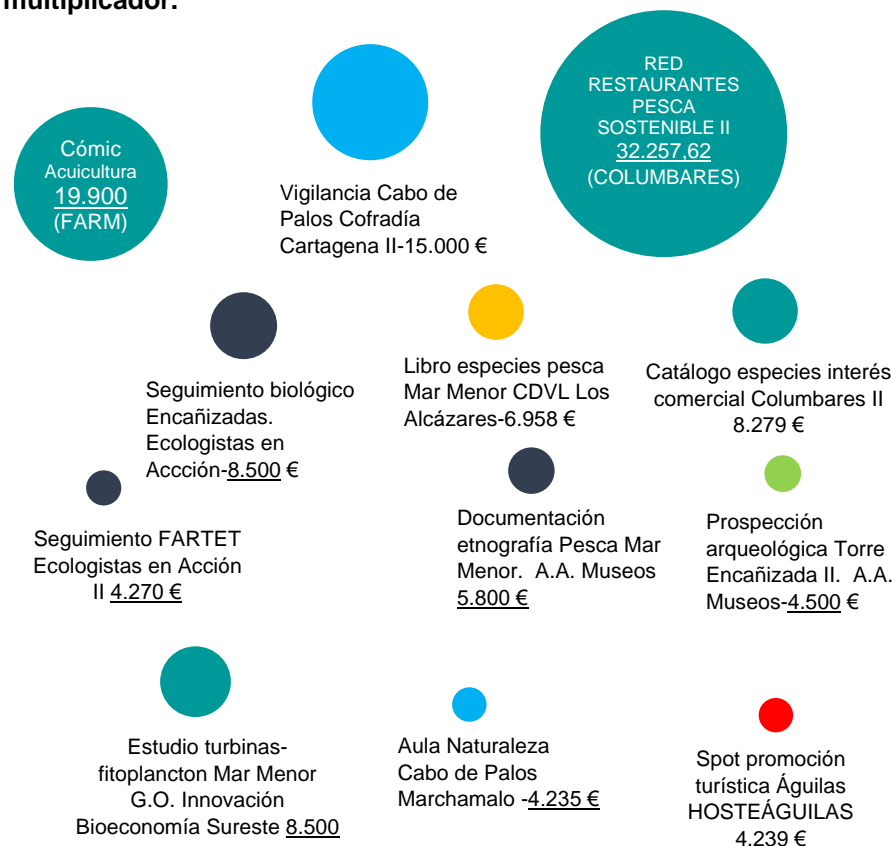 multiplicador.
RED
RESTAURANTES
PESCA
SOSTENIBLE II
32.257,62
(COLUMBARES)
Cómic
Acuicultura
19.900
(FARM)
Vigilancia Cabo de
Palos Cofradía
Cartagena II-15.000 €
Seguimiento biológico
Encañizadas.
Ecologistas en
Accción-8.500 €
Libro especies pesca
Mar Menor CDVL Los
Alcázares-6.958 €
Catálogo especies interés
comercial Columbares II
8.279 €
Seguimiento FARTET
Ecologistas en Acción
II 4.270 €
Documentación
etnografía Pesca Mar
Menor. A.A. Museos
5.800 €
Prospección
arqueológica Torre
Encañizada II. A.A.
Museos-4.500 €
Estudio turbinas-
fitoplancton Mar Menor
G.O. Innovación
Bioeconomía Sureste 8.500
Aula Naturaleza
Cabo de Palos
Marchamalo -4.235 €
Spot promoción
turística Águilas
HOSTEÁGUILAS
4.239 €